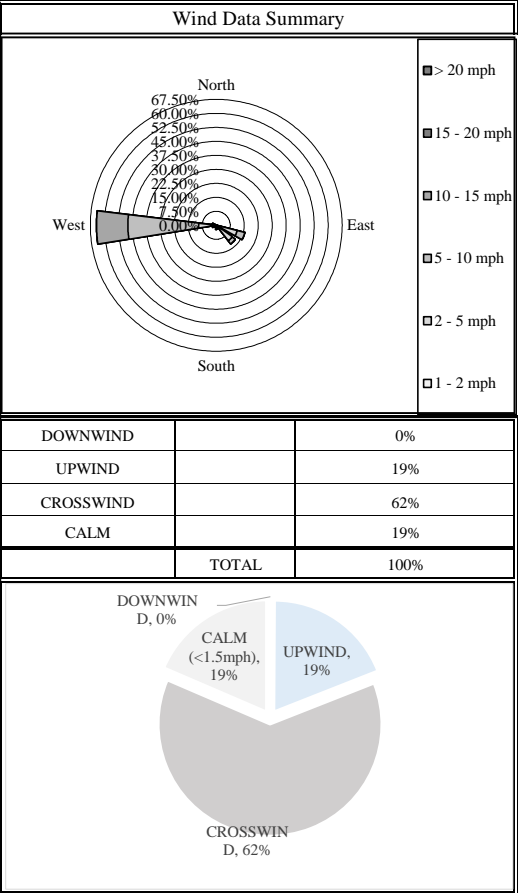 Wind Data Summary
North
67.50%
60.00%
52.50%
45.00%
37.50%
30.00%
22.50%
15.00%
7.50%
0.00%
West
East
South
> 20 mph
15 - 20 mph
10 - 15 mph
5 - 10 mph
2 - 5 mph
1 - 2 mph
DOWNWIND 0%
UPWIND 19%
CROSSWIND 62%
CALM 19%
TOTAL 100%
DOWNWIN
D, 0%
CALM
(<1.5mph),
19%
UPWIND,
19%
CROSSWIN
D, 62%